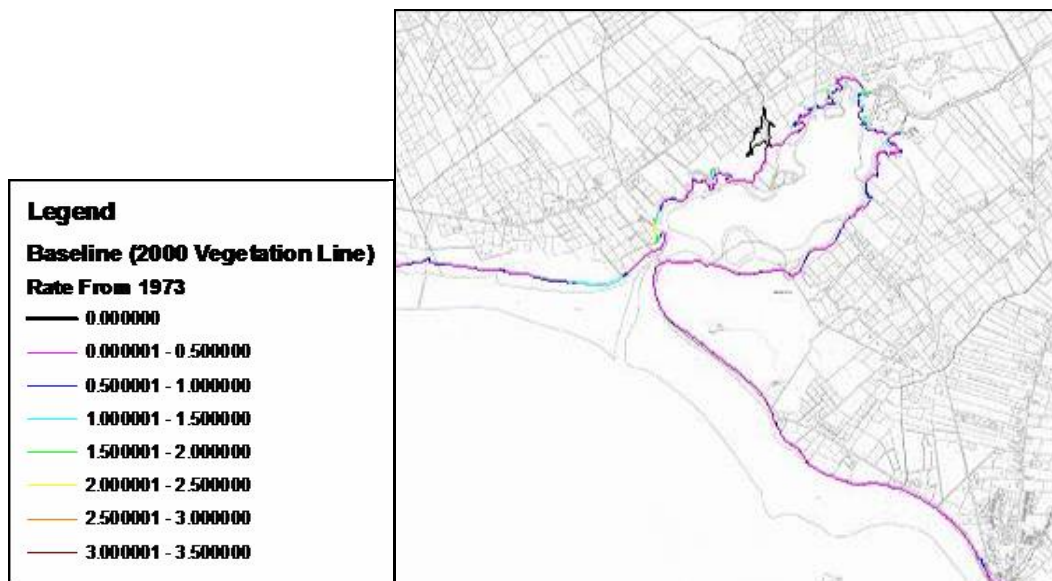 Legend
Baseline (2000 Vegetation Line)
Rate From 1973
0.000000
0.000001 - 0.500000
0.500001 - 1.000000
1.000001 - 1.500000
1.500001 - 2.000000
2.000001 - 2.500000
2.500001 - 3.000000
3.000001 - 3.500000